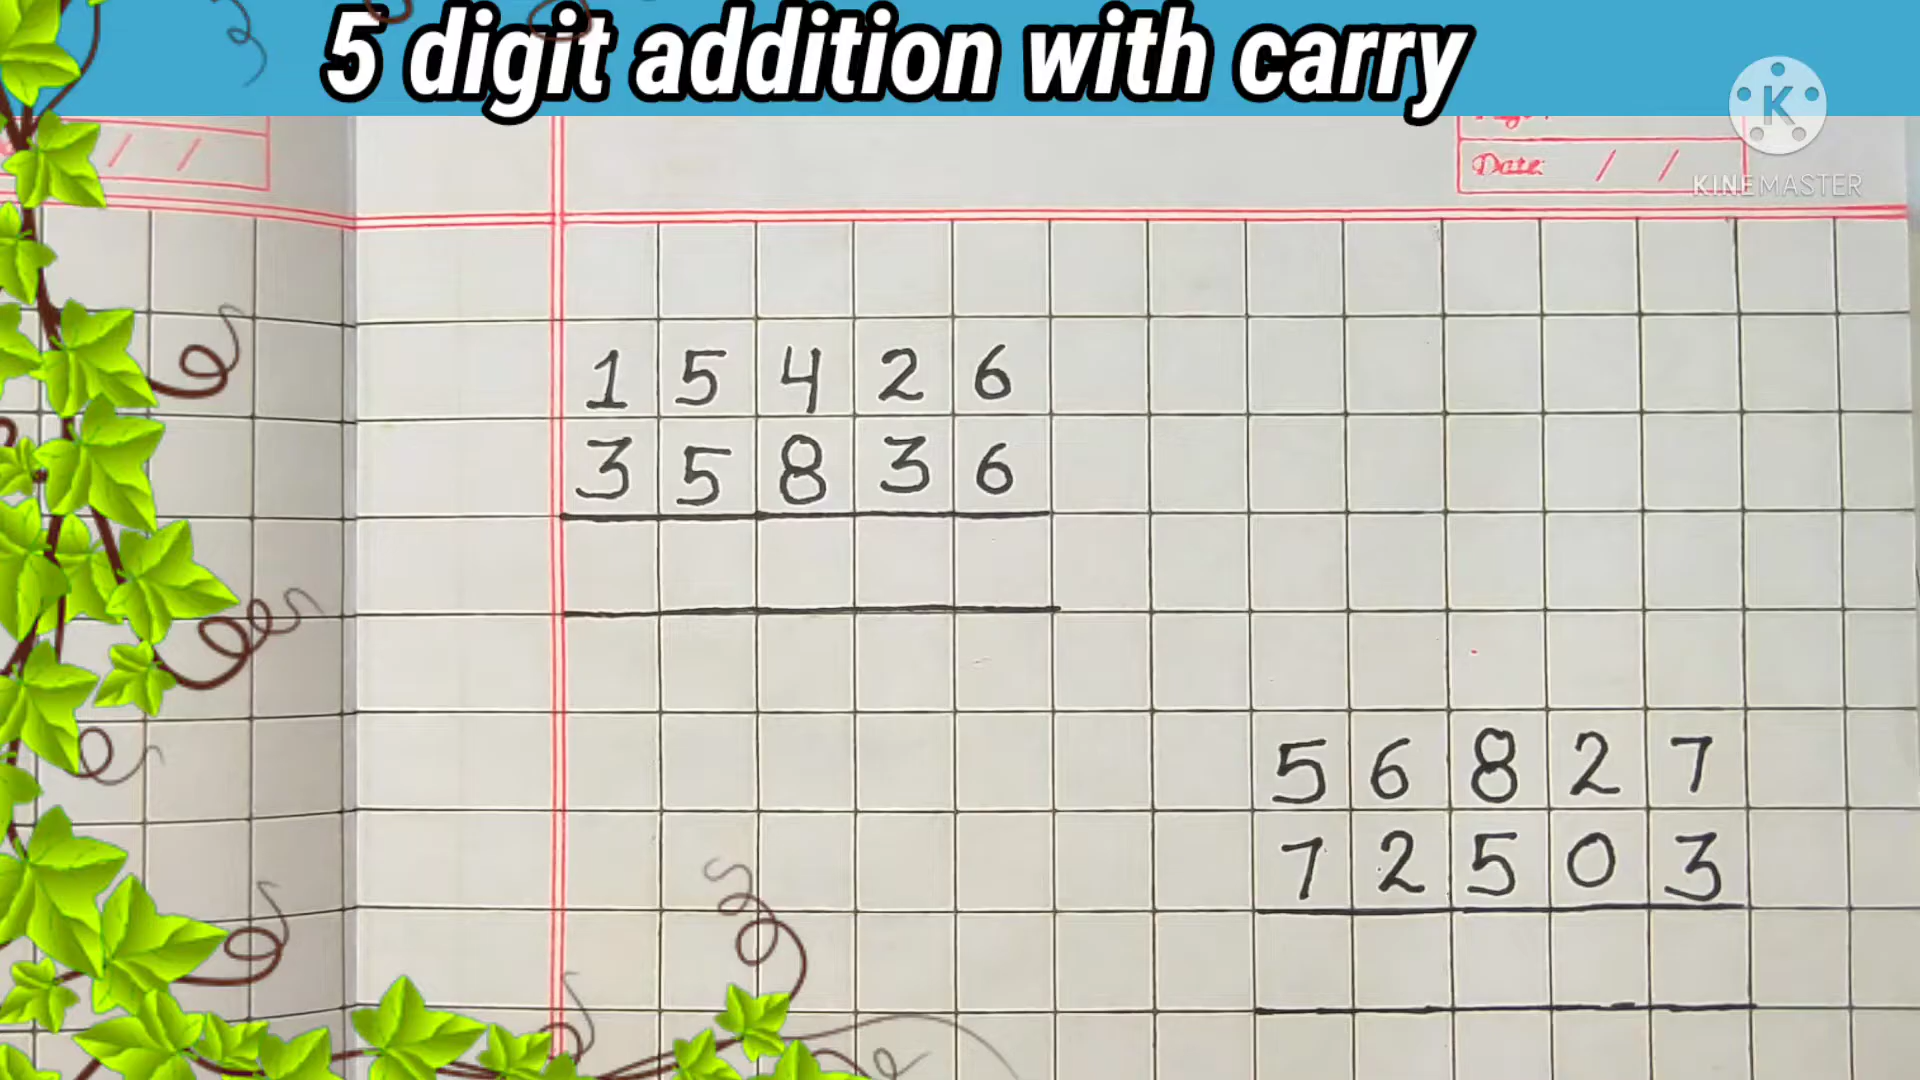 5 digit addition with carry
Date: / /
K
KINEMASTER
1 5 4 2 6
3 5 8 3 6
5 6 8 2 7
7 2 5 0 3